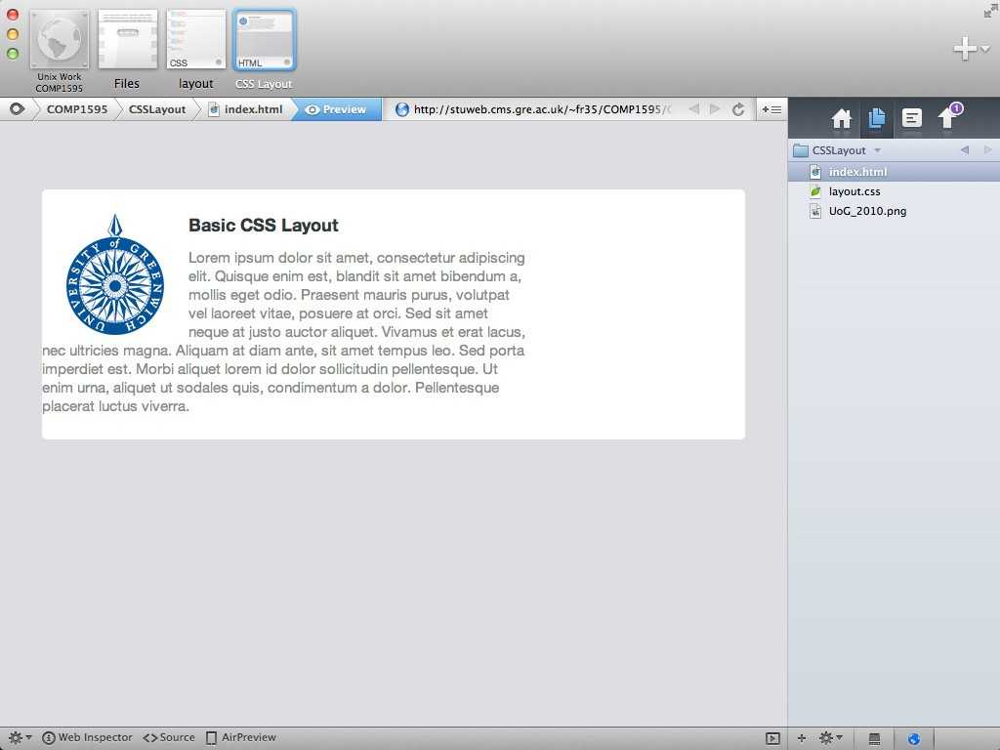 CSS
HTML
Unix Work
COMP1595
Files
layout
CSS Layout
COMP1595
CSSLayout
index.html
Preview
http://stuweb.cms.gre.ac.uk/~fr35/COMP1595/
1
CSSLayout
index.html
layout.css
UoG_2010.png
UNIVERSITY of GREENWICH
Basic CSS Layout
Lorem ipsum dolor sit amet, consectetur adipiscing
elit. Quisque enim est, blandit sit amet bibendum a,
mollis eget odio. Praesent mauris purus, volutpat
vel laoreet vitae, posuere at orci. Sed sit amet
neque at justo auctor aliquet. Vivamus et erat lacus,
nec ultricies magna. Aliquam at diam ante, sit amet tempus leo. Sed porta
imperdiet est. Morbi aliquet lorem id dolor sollicitudin pellentesque. Ut
enim urna, aliquet ut sodales quis, condimentum a dolor. Pellentesque
placerat luctus viverra.
Web Inspector
Source
AirPreview